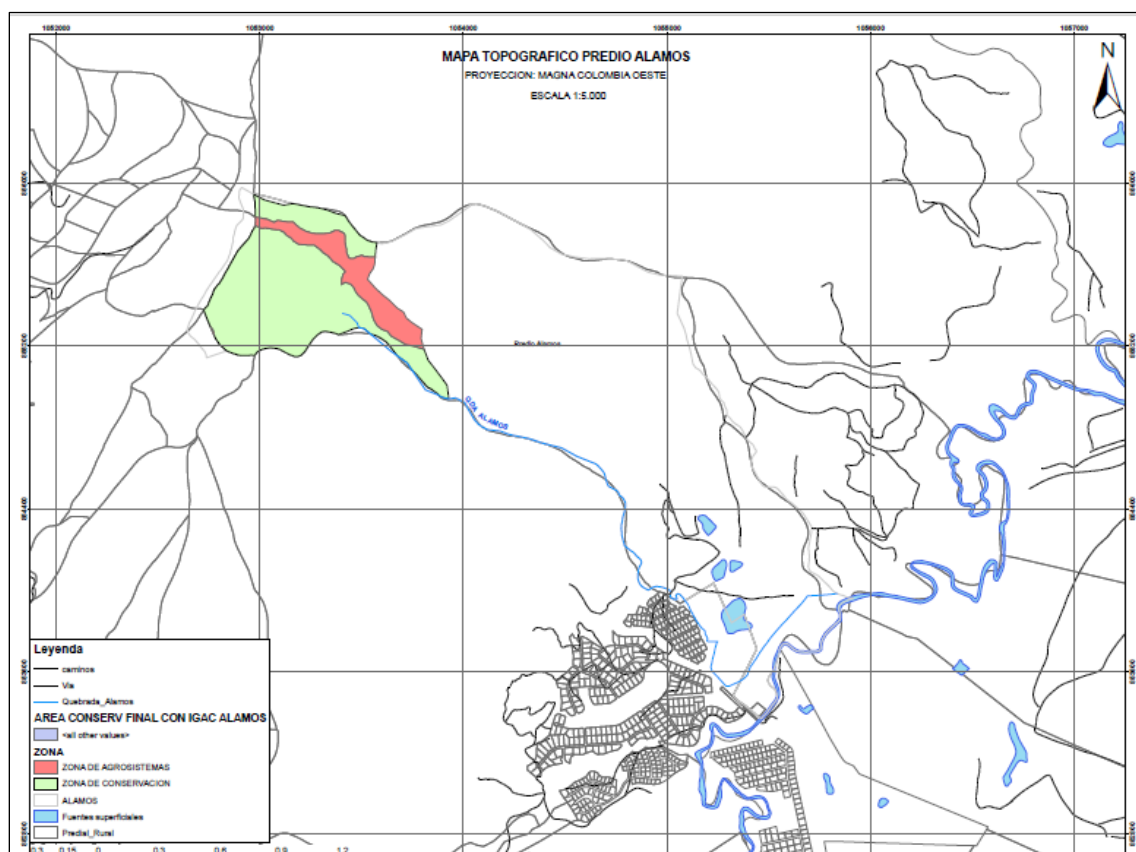 1052000 1053000 1054000 1055000 1056000 1057000
MAPA TOPOGRAFICO PREDIO ALAMOS
PROYECCION: MAGNA COLOMBIA OESTE
ESCALA 1:5.000
N
Predio Alamos
QDA ALAMOS
Leyenda
caminos
Via
Quebrada_Alamos
AREA CONSERV FINAL CON IGAC ALAMOS
<all other values>
ZONA
ZONA DE AGROSISTEMAS
ZONA DE CONSERVACION
ALAMOS
Fuentes superficiales
Predial_Rural
0.3 0.15 0 0.3 0.6 0.9 1.2